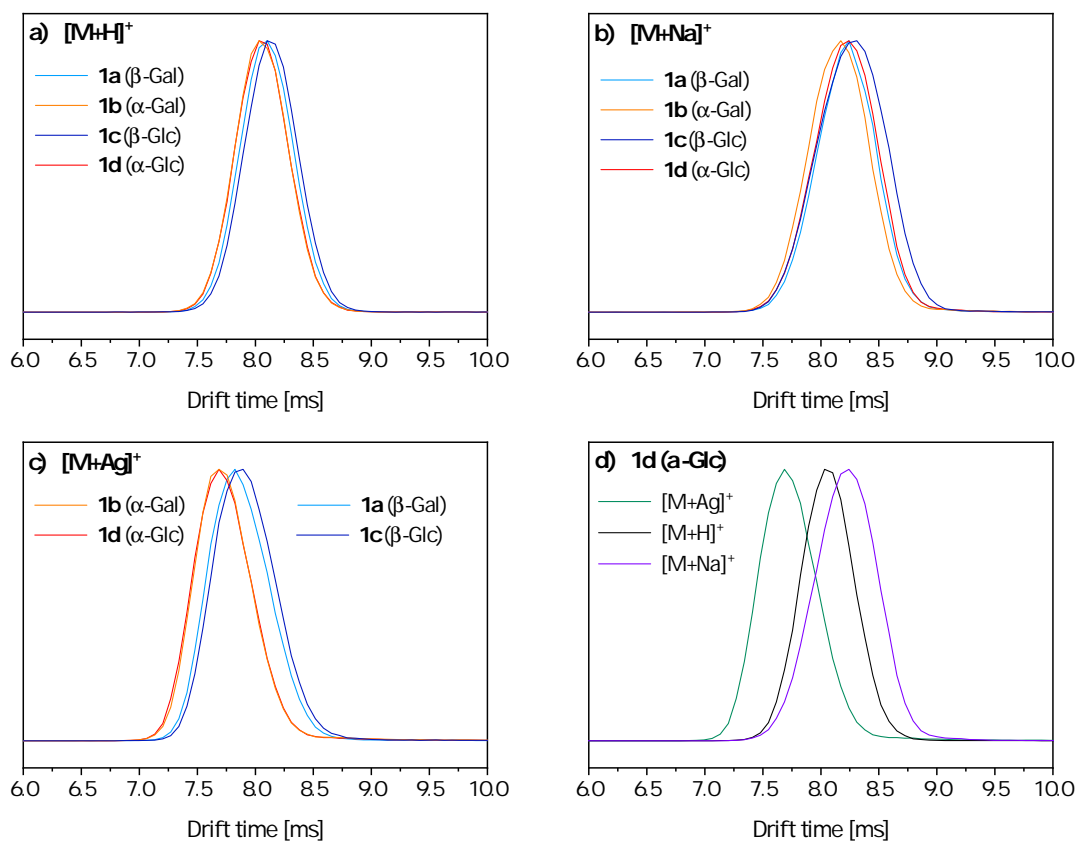 a) [M+H]⁺
1a (β-Gal)
1b (α-Gal)
1c (β-Glc)
1d (α-Glc)
6.0 6.5 7.0 7.5 8.0 8.5 9.0 9.5 10.0
Drift time [ms]
b) [M+Na]⁺
1a (β-Gal)
1b (α-Gal)
1c (β-Glc)
1d (α-Glc)
6.0 6.5 7.0 7.5 8.0 8.5 9.0 9.5 10.0
Drift time [ms]
c) [M+Ag]⁺
1b (α-Gal) 1a (β-Gal)
1d (α-Glc) 1c (β-Glc)
6.0 6.5 7.0 7.5 8.0 8.5 9.0 9.5 10.0
Drift time [ms]
d) 1d (a-Glc)
[M+Ag]⁺
[M+H]⁺
[M+Na]⁺
6.0 6.5 7.0 7.5 8.0 8.5 9.0 9.5 10.0
Drift time [ms]